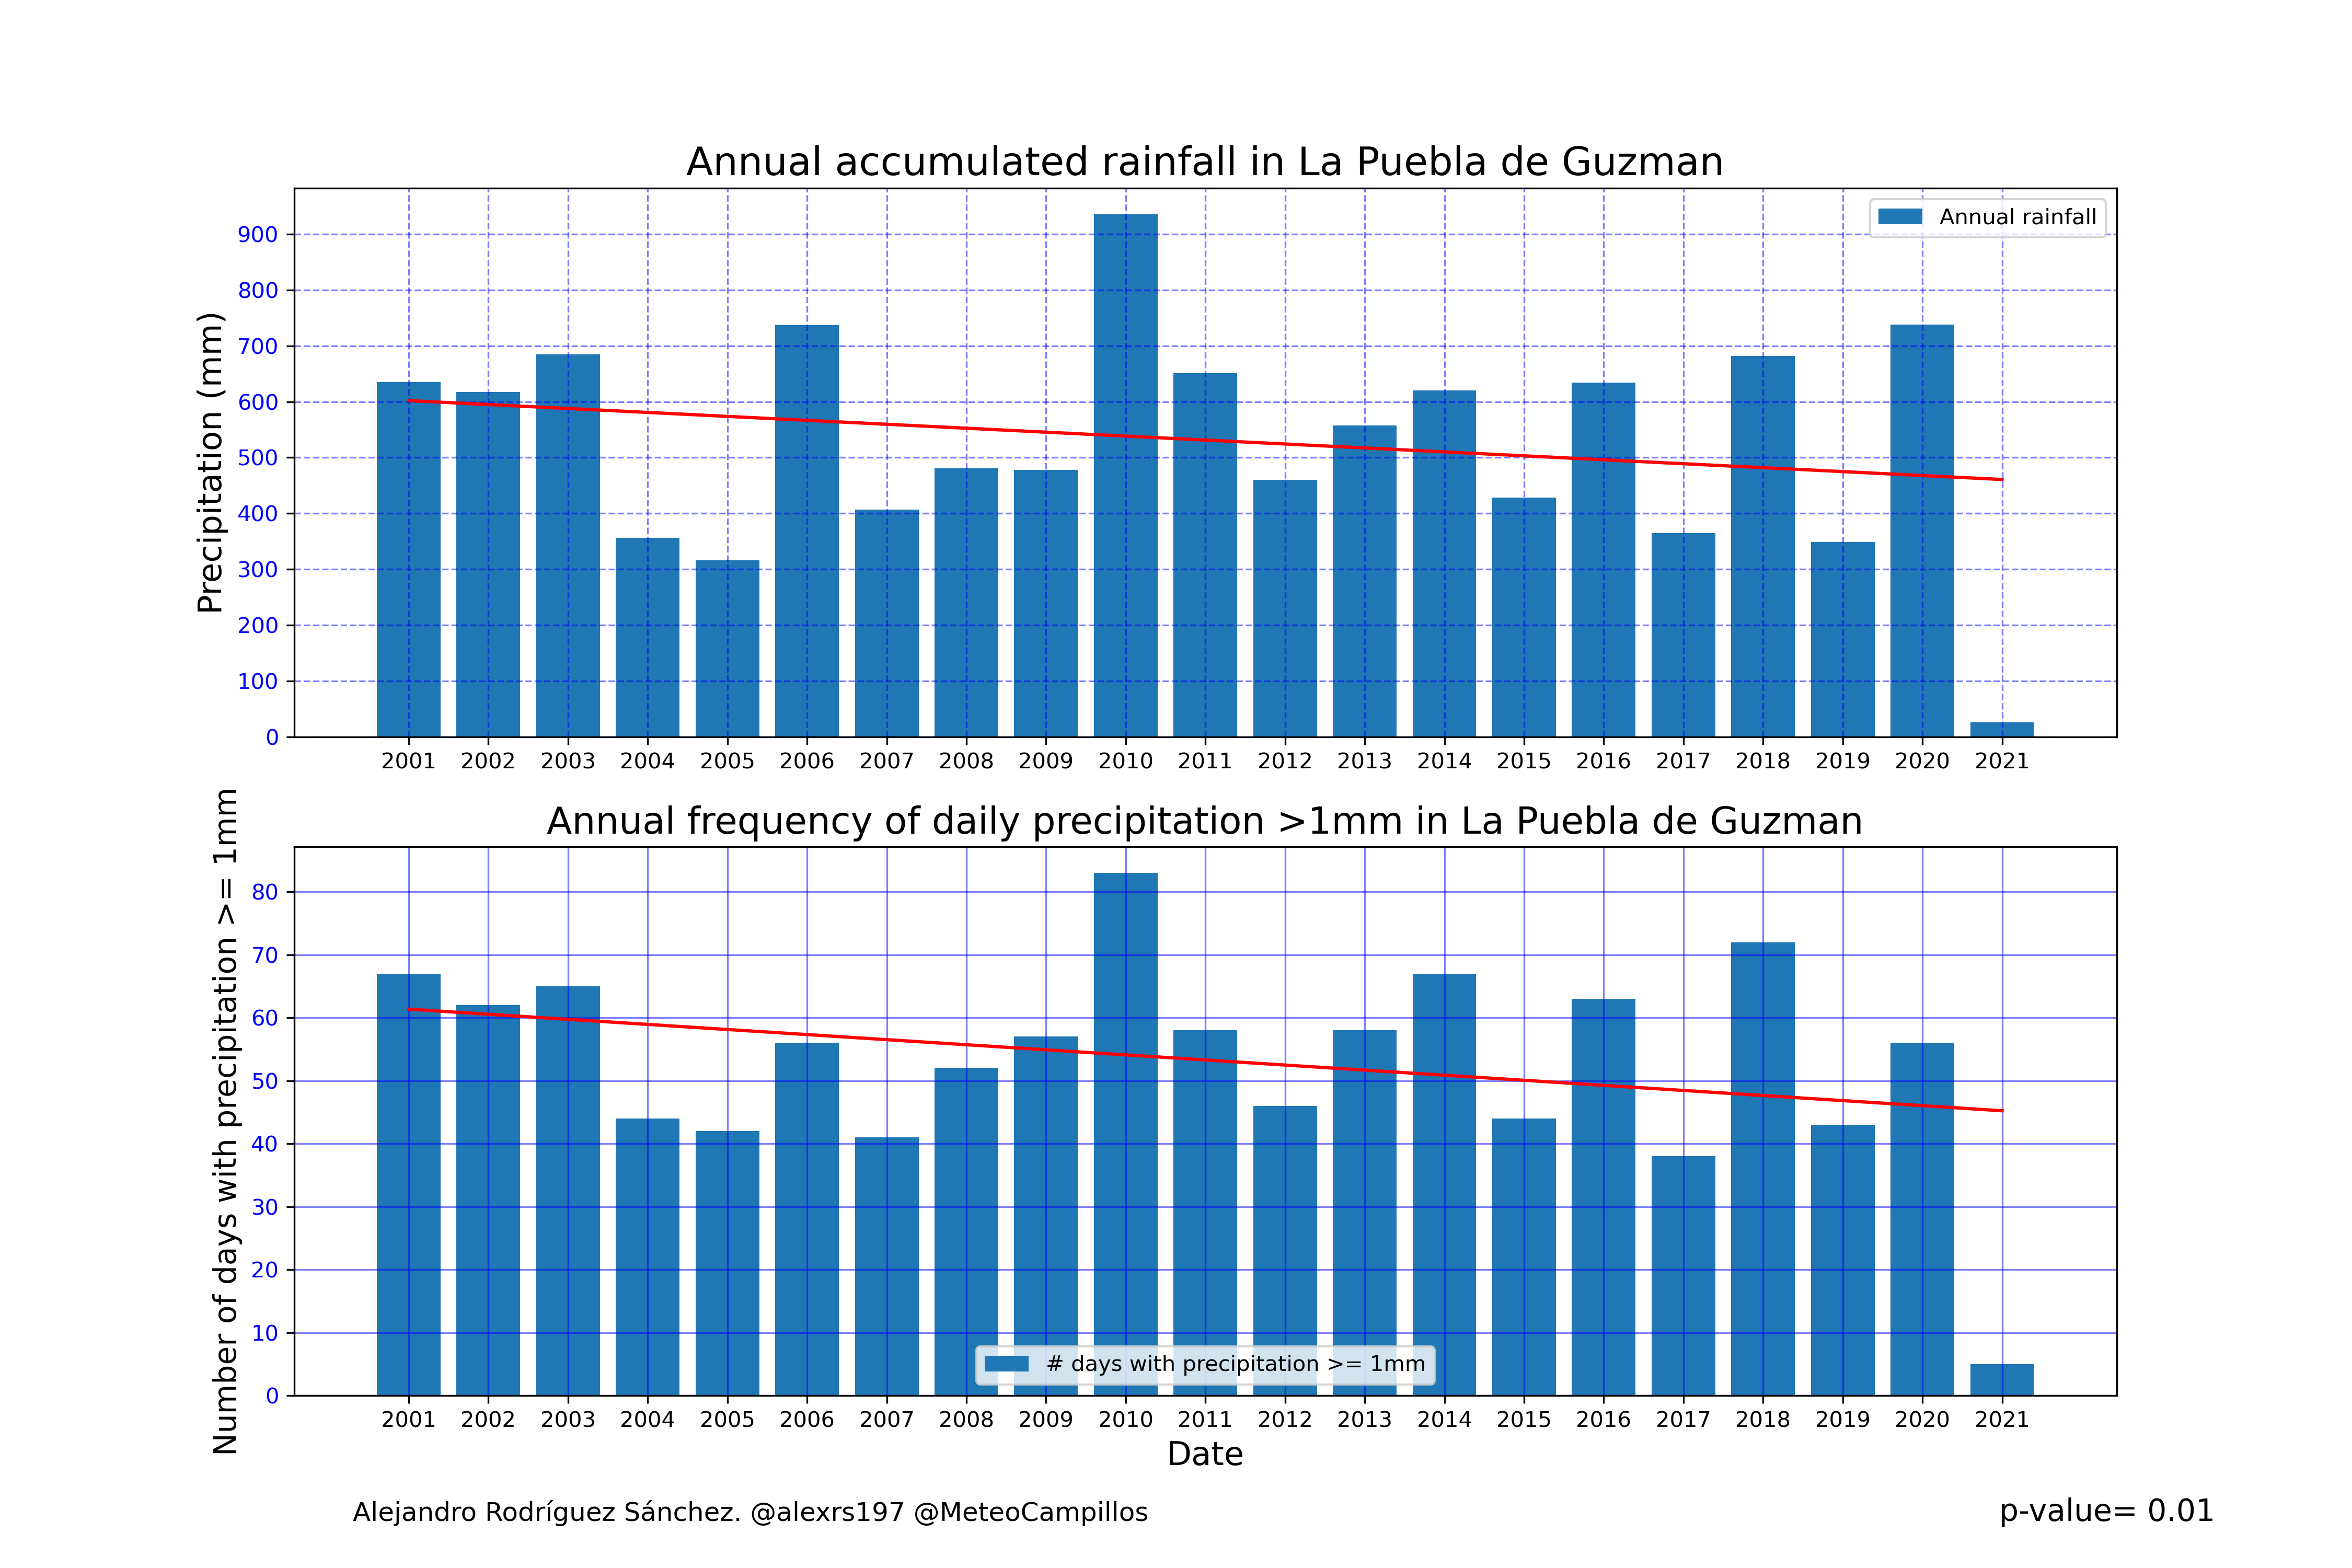 Annual accumulated rainfall in La Puebla de Guzman
Annual rainfall
Precipitation (mm)
900
800
700
600
500
400
300
200
100
0
2001 2002 2003 2004 2005 2006 2007 2008 2009 2010 2011 2012 2013 2014 2015 2016 2017 2018 2019 2020 2021
Annual frequency of daily precipitation >1mm in La Puebla de Guzman
Number of days with precipitation >= 1mm
80
70
60
50
40
30
20
10
0
# days with precipitation >= 1mm
2001 2002 2003 2004 2005 2006 2007 2008 2009 2010 2011 2012 2013 2014 2015 2016 2017 2018 2019 2020 2021
Date
Alejandro Rodríguez Sánchez. @alexrs197 @MeteoCampillos
p-value= 0.01